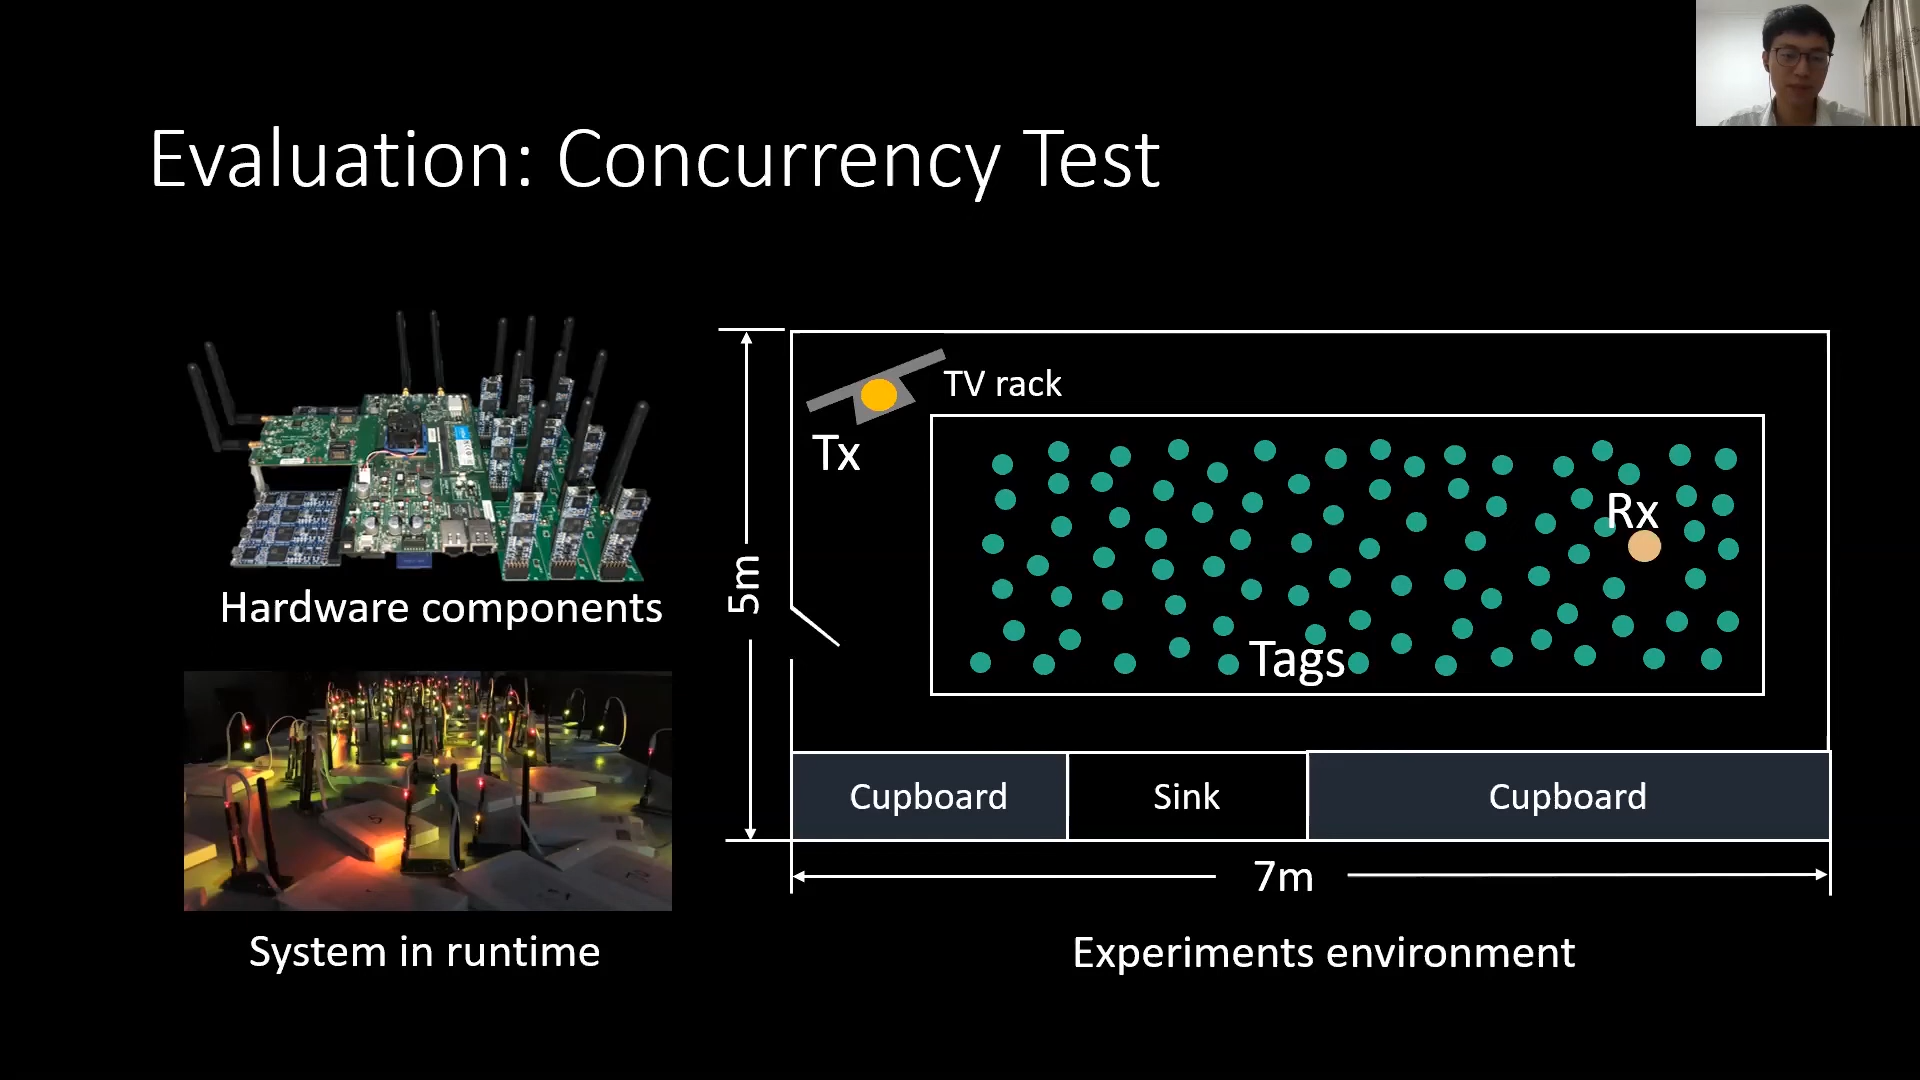 Evaluation: Concurrency Test
TV rack
Tx
Rx
5m
Tags
Hardware components
Cupboard
Sink
Cupboard
7m
System in runtime
Experiments environment